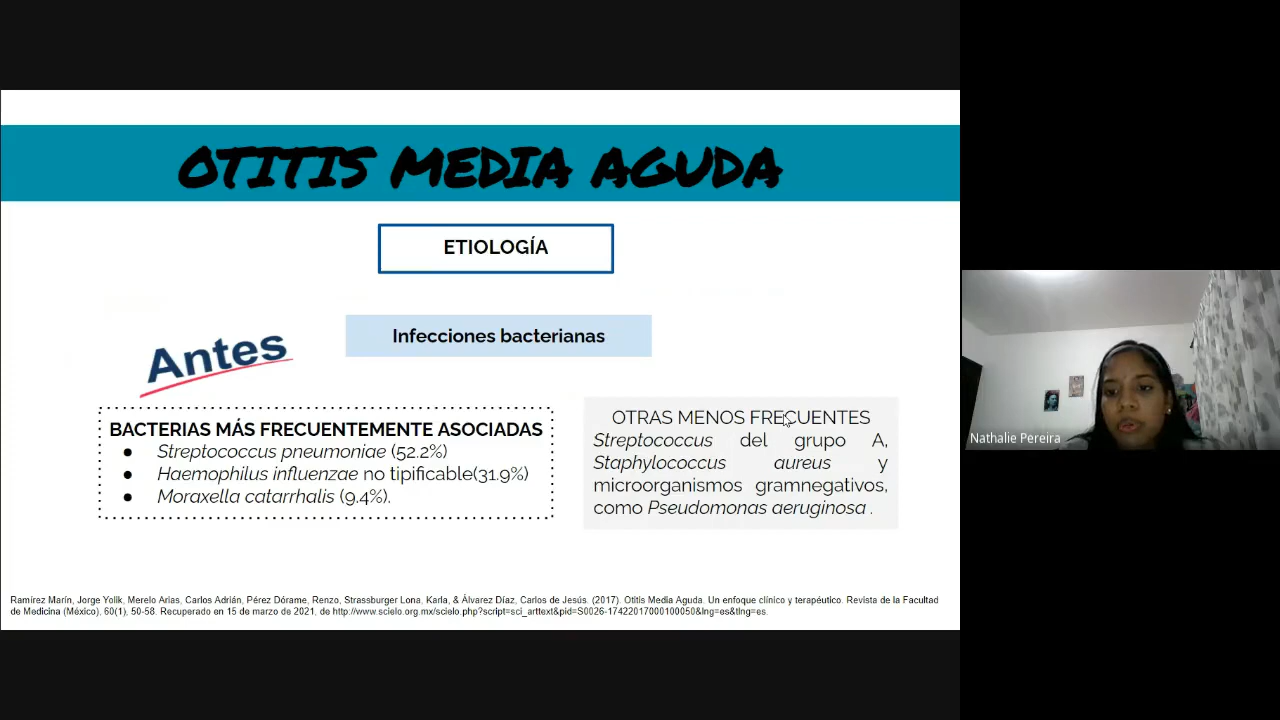 OTITIS MEDIA AGUDA
ETIOLOGÍA
Infecciones bacterianas
Antes
BACTERIAS MÁS FRECUENTEMENTE ASOCIADAS
● Streptococcus pneumoniae (52.2%)
● Haemophilus influenzae no tipificable(31.9%)
● Moraxella catarrhalis (9.4%).
OTRAS MENOS FRECUENTES
Streptococcus del grupo A,
Staphylococcus aureus y
microorganismos gramnegativos,
como Pseudomonas aeruginosa .
Nathalie Pereira
Ramírez Marín, Jorge Yolik, Merelo Arias, Carlos Adrián, Pérez Dórame, Renzo, Strassburger Lona, Karla, & Álvarez Díaz, Carlos de Jesús. (2017). Otitis Media Aguda. Un enfoque clínico y terapéutico. Revista de la Facultad
de Medicina (México), 60(1), 50-58. Recuperado en 15 de marzo de 2021, de http://www.scielo.org.mx/scielo.php?script=sci_arttext&pid=S0026-17422017000100050&lng=es&tlng=es.